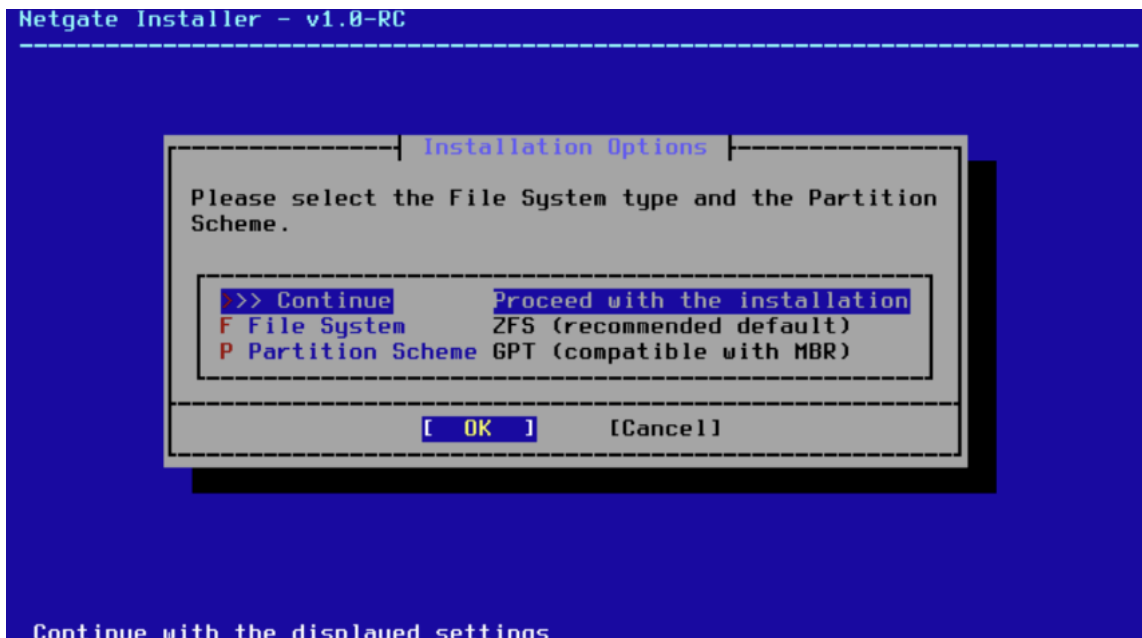 Netgate Installer - v1.0-RC
Installation Options
Please select the File System type and the Partition
Scheme.
>>> Continue Proceed with the installation
F File System ZFS (recommended default)
P Partition Scheme GPT (compatible with MBR)
[ OK ] [Cancel]
Continue with the displayed settings